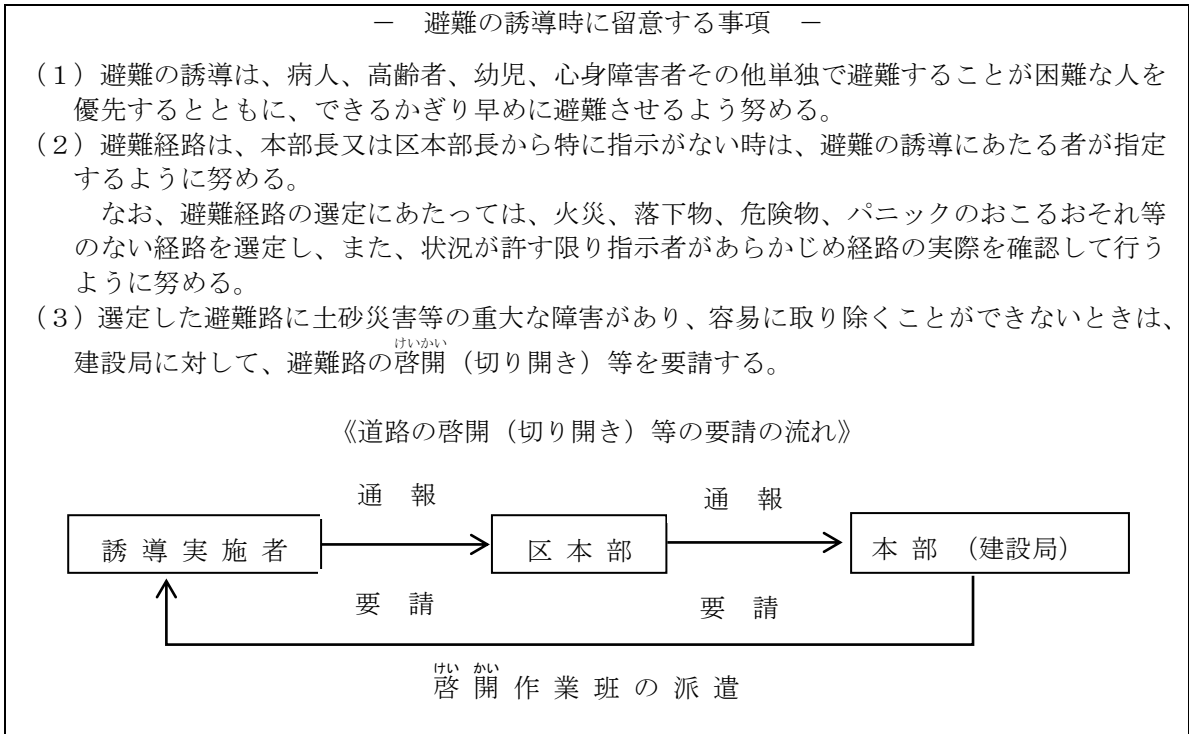 － 避難の誘導時に留意する事項 －
（１）避難の誘導は、病人、高齢者、幼児、心身障害者その他単独で避難することが困難な人を
優先するとともに、できるかぎり早めに避難させるよう努める。
（２）避難経路は、本部長又は区本部長から特に指示がない時は、避難の誘導にあたる者が指定
するように努める。
なお、避難経路の選定にあたっては、火災、落下物、危険物、パニックのおこるおそれ等
のない経路を選定し、また、状況が許す限り指示者があらかじめ経路の実際を確認して行う
ように努める。
（３）選定した避難路に土砂災害等の重大な障害があり、容易に取り除くことができないときは、
けいかい
建設局に対して、避難路の啓開（切り開き）等を要請する。
《道路の啓開（切り開き）等の要請の流れ》
通 報 通 報
誘 導 実 施 者 区 本 部 本 部 （建設局）
要 請 要 請
けい かい
啓 開 作 業 班 の 派 遣